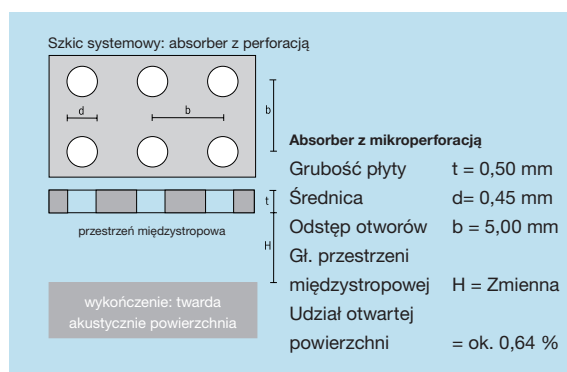 Szkic systemowy: absorber z perforacją
d
b
b
t
przestrzeń międzystropowa
H
wykończenie: twarda
akustycznie powierzchnia
Absorber z mikroperforacją
Grubość płyty t = 0,50 mm
Średnica d= 0,45 mm
Odstęp otworów b = 5,00 mm
Gł. przestrzeni
międzystropowej H = Zmienna
Udział otwartej
powierzchni = ok. 0,64 %